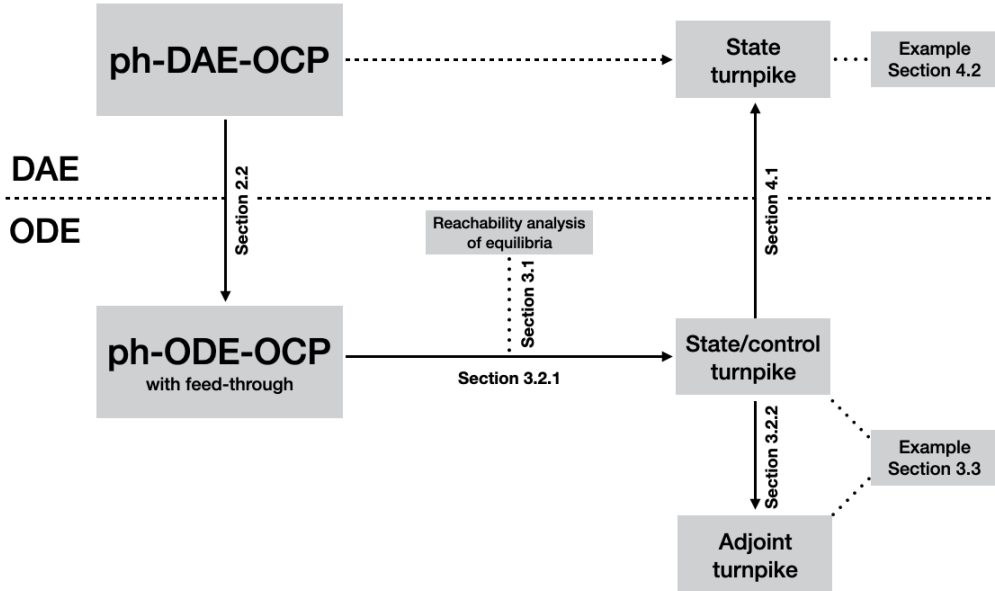 ph-DAE-OCP
State
turnpike
Example
Section 4.2
DAE
Section 2.2
Section 4.1
ODE
Reachability analysis
of equilibria
Section 3.1
ph-ODE-OCP
with feed-through
Section 3.2.1
State/control
turnpike
Section 3.2.2
Example
Section 3.3
Adjoint
turnpike